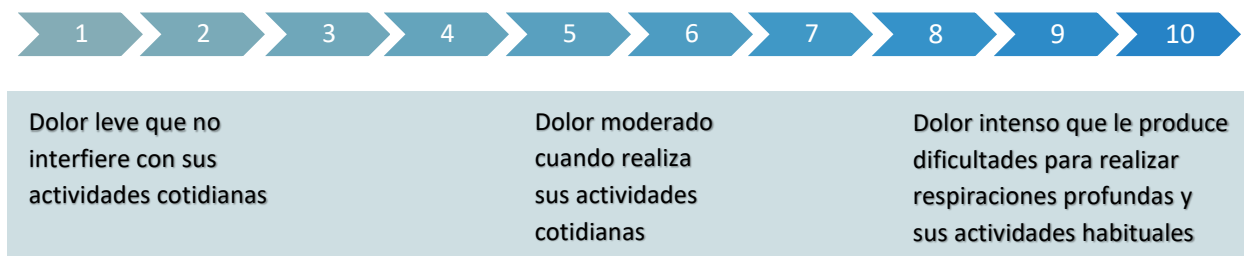 1 2 3 4 5 6 7 8 9 10
Dolor leve que no
interfiere con sus
actividades cotidianas
Dolor moderado
cuando realiza
sus actividades
cotidianas
Dolor intenso que le produce
dificultades para realizar
respiraciones profundas y
sus actividades habituales